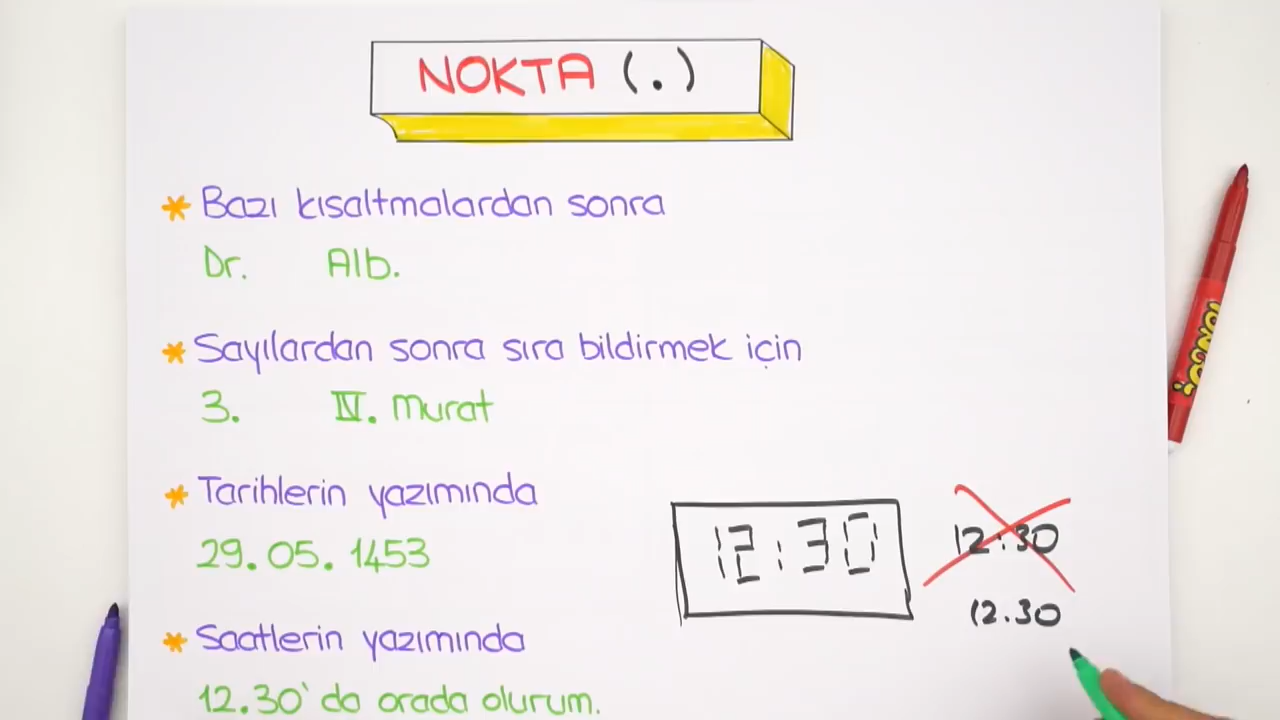 NOKTA (.)
* Bazı kısaltmalardan sonra
Dr. Alb.
* Sayılardan sonra sıra bildirmek için
3. IV. Murat
* Tarihlerin yazımında
29. 05. 1453
12:30
12:30
12.30
* Saatlerin yazımında
12.30'da orada olurum.